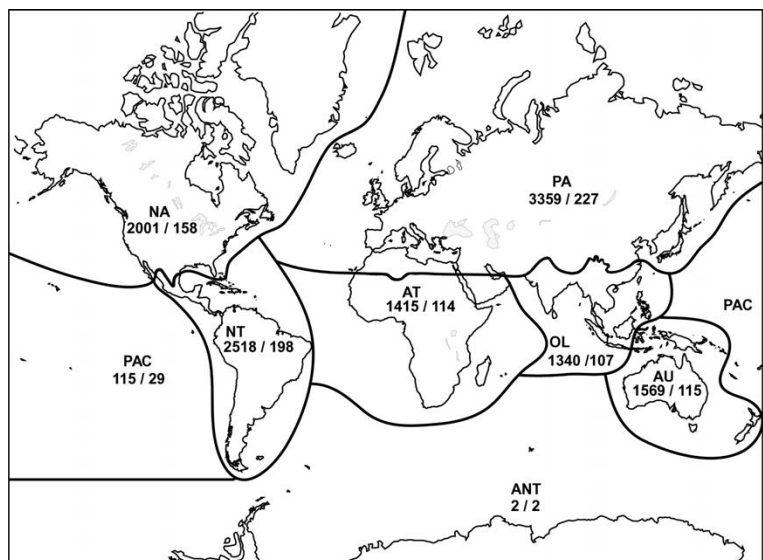 PA
3359 / 227
NA
2001 / 158
AT
1415 / 114
PAC
NT
2518 / 198
OL
1340 /107
PAC
115 / 29
AU
1569 / 115
ANT
2 / 2